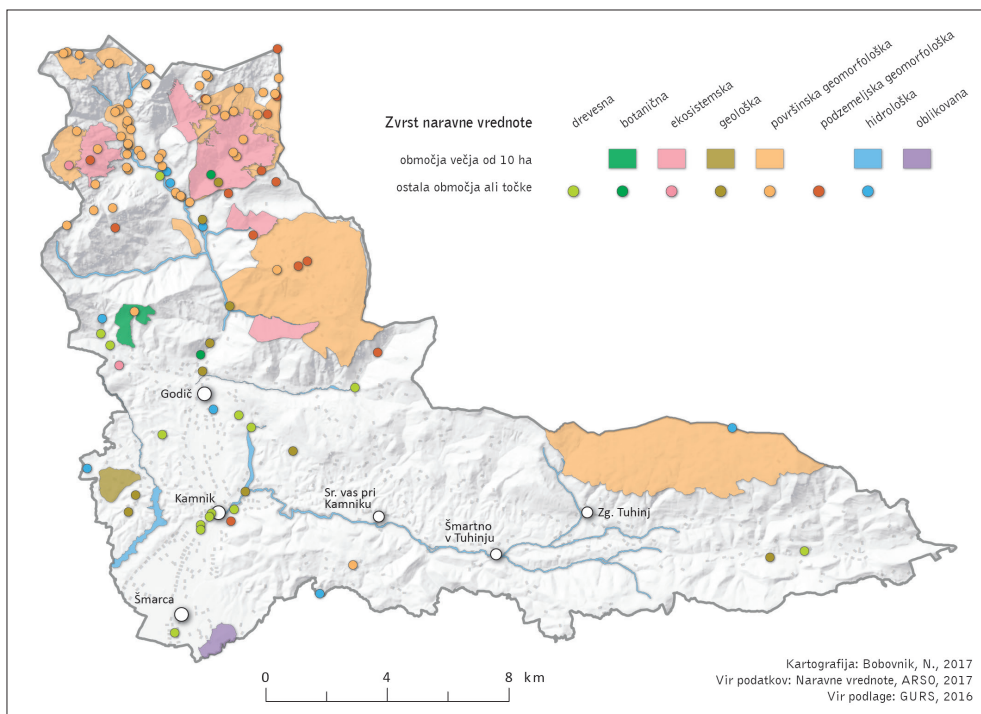 drevesna
botanična
ekosistemska
geološka
površinska geomorfološka
podzemeljska geomorfološka
hidrološka
oblikovana
Zvrst naravne vrednote
območja večja od 10 ha
ostala območja ali točke
Godič
Kamnik
Sr. vas pri
Kamniku
Šmartno
v Tuhinju
Zg. Tuhinj
Šmarca
0 4 8 km
Kartografija: Bobovnik, N., 2017
Vir podatkov: Naravne vrednote, ARSO, 2017
Vir podlage: GURS, 2016